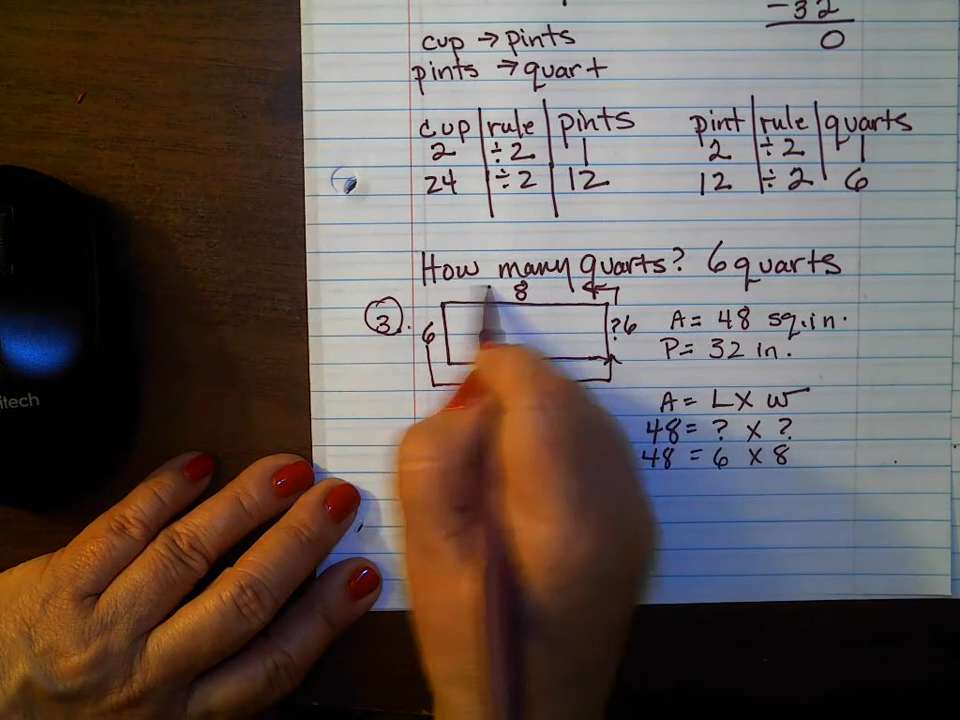 -32
0
cup → pints
pints → quart
cup | rule | pints
2 | ÷2 | 1
24 | ÷2 | 12
pint | rule | quarts
2 | ÷2 | 1
12 | ÷2 | 6
How many quarts? 6 quarts
8
3. 6 ?6
A = 48 sq.in.
P = 32 in.
A = L x w
48 = ? x ?
48 = 6 x 8
itech